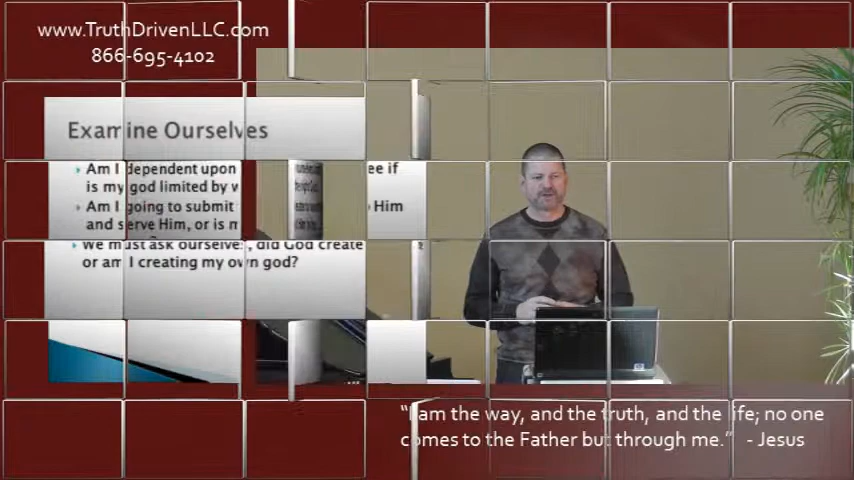 www.TruthDrivenLLC.com
866-695-4102
Examine Ourselves
Am I dependent upon ee if
is my god limited by w
Am I going to submit Him
and serve Him, or is m
We must ask ourselves, did God create
or am I creating my own god?
“I am the way, and the truth, and the life; no one
comes to the Father but through me.” - Jesus